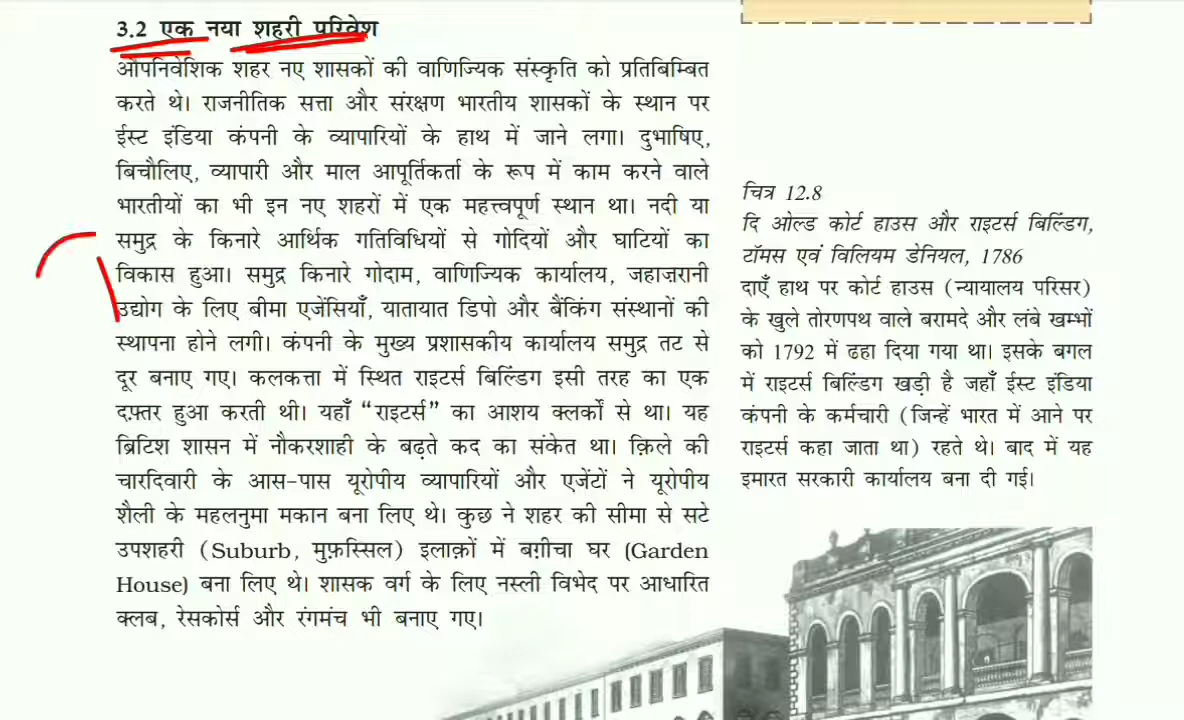 3.2 एक नया शहरी परिवेश
औपनिवेशिक शहर नए शासकों की वाणिज्यिक संस्कृति को प्रतिबिम्बित
करते थे। राजनीतिक सत्ता और संरक्षण भारतीय शासकों के स्थान पर
ईस्ट इंडिया कंपनी के व्यापारियों के हाथ में जाने लगा। दुभाषिए,
बिचौलिए, व्यापारी और माल आपूर्तिकर्ता के रूप में काम करने वाले
भारतीयों का भी इन नए शहरों में एक महत्त्वपूर्ण स्थान था। नदी या
समुद्र के किनारे आर्थिक गतिविधियों से गोदियों और घाटियों का
विकास हुआ। समुद्र किनारे गोदाम, वाणिज्यिक कार्यालय, जहाज़रानी
उद्योग के लिए बीमा एजेंसियाँ, यातायात डिपो और बैंकिंग संस्थानों की
स्थापना होने लगी। कंपनी के मुख्य प्रशासकीय कार्यालय समुद्र तट से
दूर बनाए गए। कलकत्ता में स्थित राइटर्स बिल्डिंग इसी तरह का एक
दफ़्तर हुआ करती थी। यहाँ “राइटर्स” का आशय क्लर्कों से था। यह
ब्रिटिश शासन में नौकरशाही के बढ़ते कद का संकेत था। क़िले की
चारदिवारी के आस-पास यूरोपीय व्यापारियों और एजेंटों ने यूरोपीय
शैली के महलनुमा मकान बना लिए थे। कुछ ने शहर की सीमा से सटे
उपशहरी (Suburb, मुफ़स्सिल) इलाक़ों में बग़ीचा घर (Garden
House) बना लिए थे। शासक वर्ग के लिए नस्ली विभेद पर आधारित
क्लब, रेसकोर्स और रंगमंच भी बनाए गए।
चित्र 12.8
दि ओल्ड कोर्ट हाउस और राइटर्स बिल्डिंग,
टॉमस एवं विलियम डेनियल, 1786
दाएँ हाथ पर कोर्ट हाउस (न्यायालय परिसर)
के खुले तोरणपथ वाले बरामदे और लंबे खम्भों
को 1792 में ढहा दिया गया था। इसके बगल
में राइटर्स बिल्डिंग खड़ी है जहाँ ईस्ट इंडिया
कंपनी के कर्मचारी (जिन्हें भारत में आने पर
राइटर्स कहा जाता था) रहते थे। बाद में यह
इमारत सरकारी कार्यालय बना दी गई।